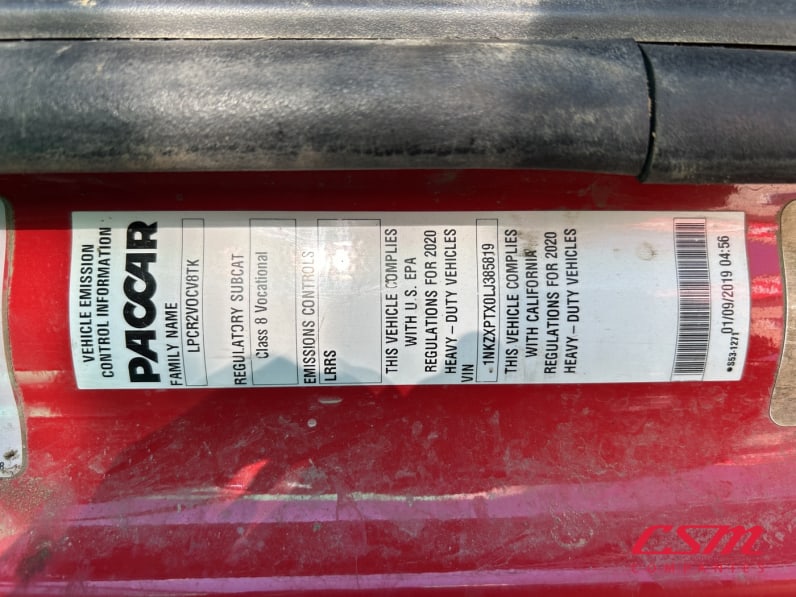 VEHICLE EMISSION
CONTROL INFORMATION
PACCAR
FAMILY NAME
LPCR2VOCV8TK
REGULATORY SUBCAT
Class 8 Vocational
EMISSIONS CONTROLS
LRRS
THIS VEHICLE COMPLIES
WITH U.S. EPA
REGULATIONS FOR 2020
HEAVY-DUTY VEHICLES
VIN
1NKZXPTX0LJ385819
THIS VEHICLE COMPLIES
WITH CALIFORNIA
REGULATIONS FOR 2020
HEAVY-DUTY VEHICLES
01/09/2019 04:56
CSM
COMPANIES